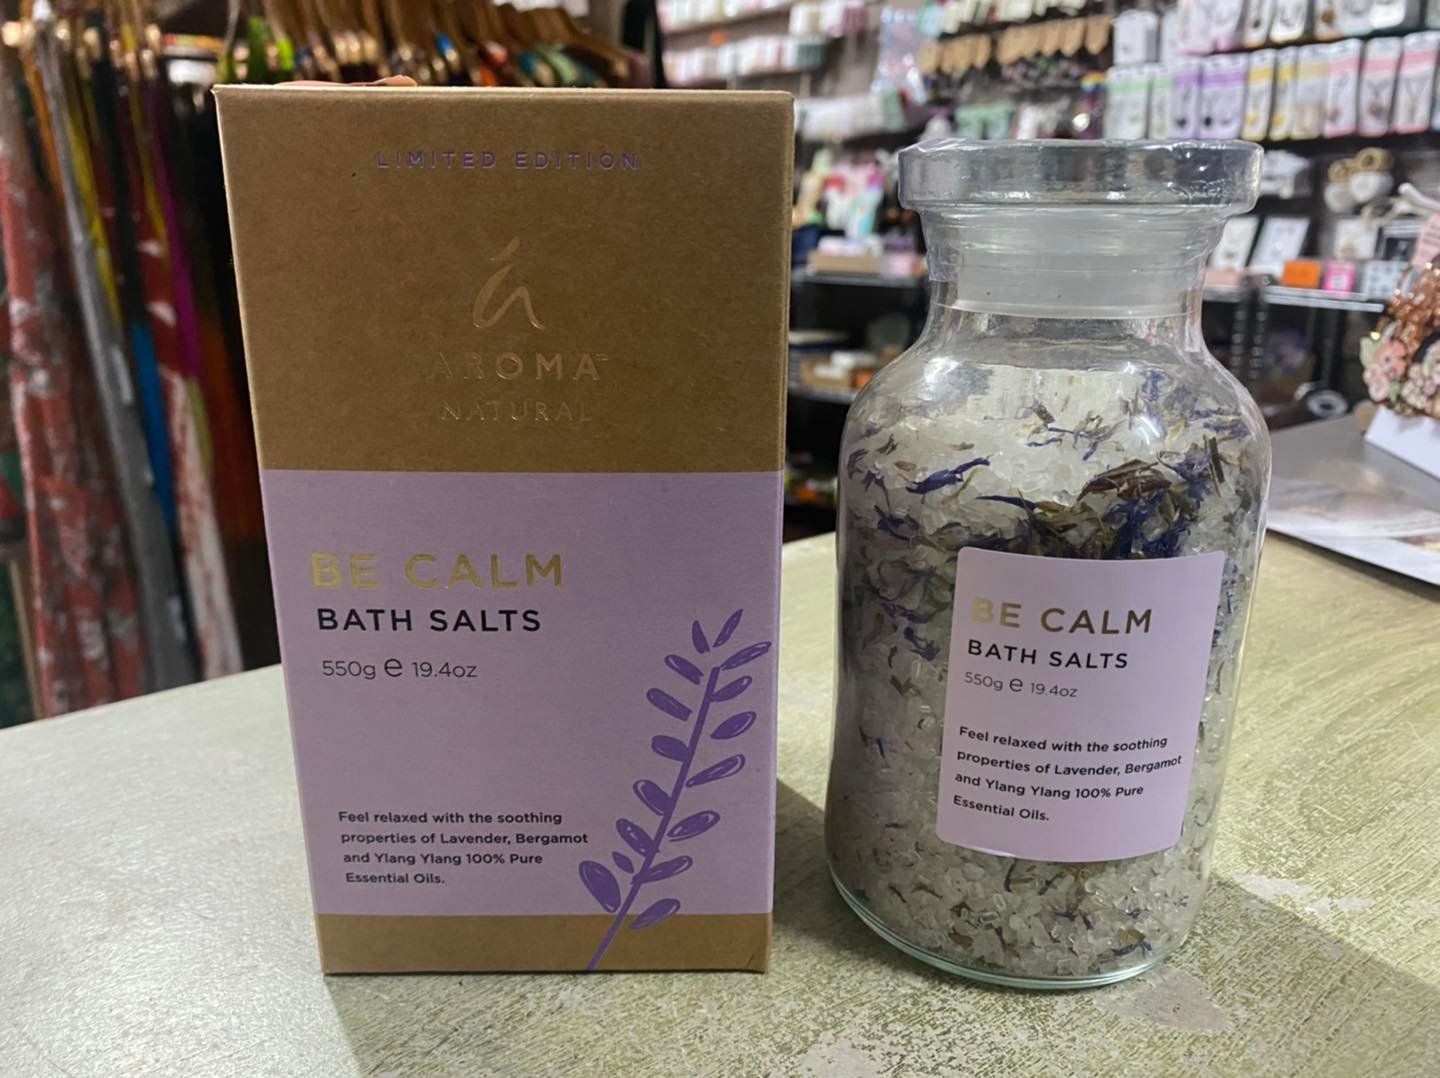 LIMITED EDITION
AROMA™
NATURAL
BE CALM
BATH SALTS
550g ℮ 19.4oz
Feel relaxed with the soothing
properties of Lavender, Bergamot
and Ylang Ylang 100% Pure
Essential Oils.
BE CALM
BATH SALTS
550g ℮ 19.4oz
Feel relaxed with the soothing
properties of Lavender, Bergamot
and Ylang Ylang 100% Pure
Essential Oils.